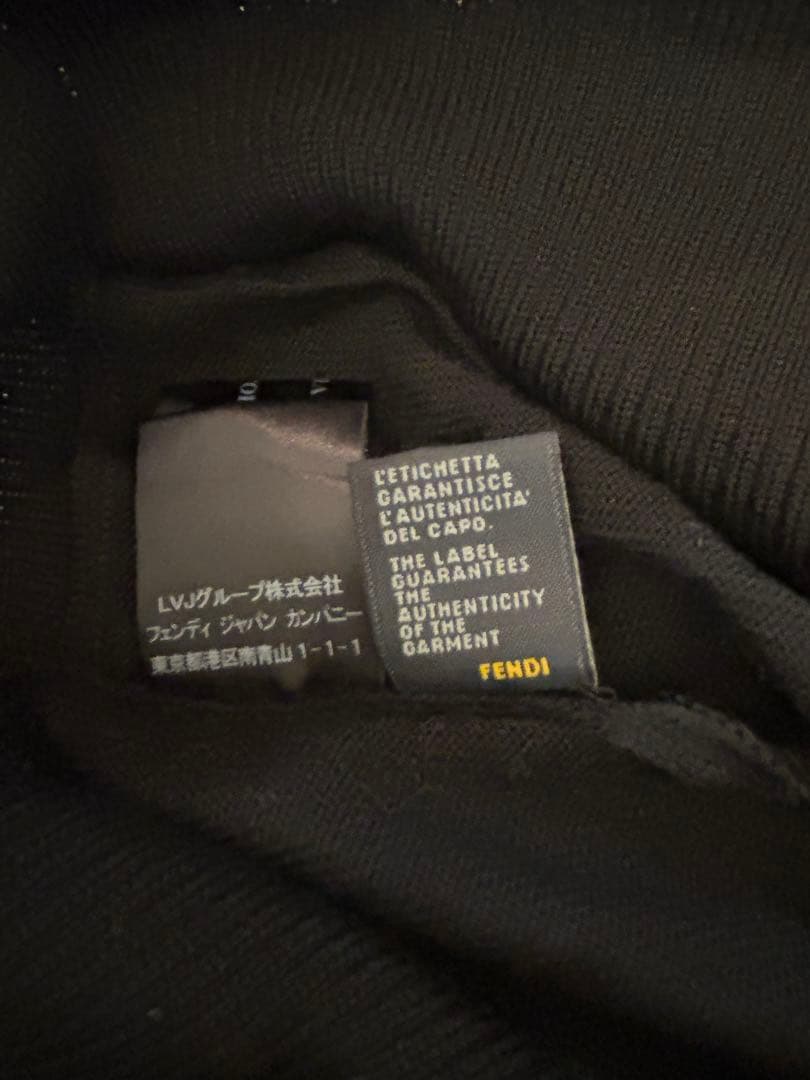 LVJグループ株式会社
フェンディ ジャパン カンパニー
東京都港区南青山1-1-1
L'ETICHETTA
GARANTISCE
L'AUTENTICITA'
DEL CAPO.
THE LABEL
GUARANTEES
THE
AUTHENTICITY
OF THE
GARMENT
FENDI